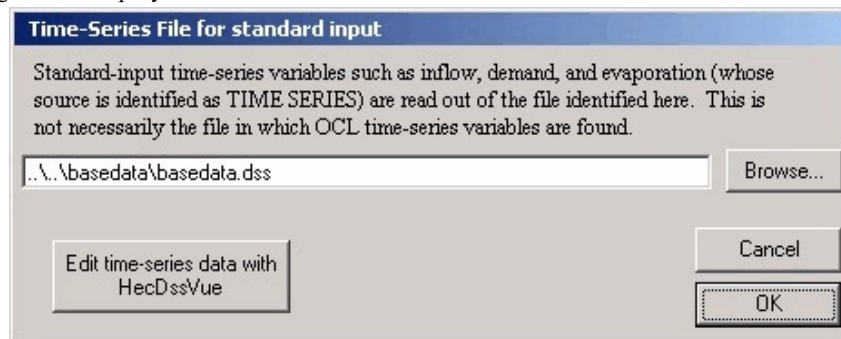 Time-Series File for standard input
Standard-input time-series variables such as inflow, demand, and evaporation (whose
source is identified as TIME SERIES) are read out of the file identified here. This is
not necessarily the file in which OCL time-series variables are found.
..\..\basedata\basedata.dss
Browse...
Edit time-series data with
HecDssVue
Cancel
OK